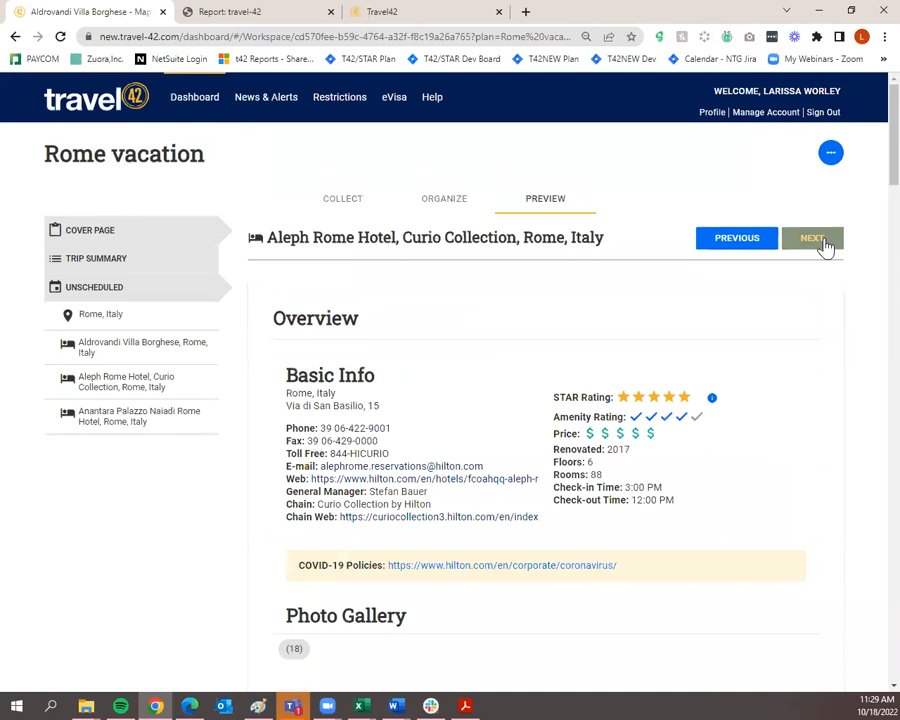 Aldrovandi Villa Borghese - Map
Report: travel-42
Travel42
new.travel-42.com/dashboard/#/Workspace/cd570fee-b59c-4764-a32f-f8c19a26a765?plan=Rome%20vaca...
PAYCOM
Zuora,Inc.
NetSuite Login
t42 Reports - Share...
T42/STAR Plan
T42/STAR Dev Board
T42NEW Plan
T42NEW Dev
Calendar - NTG Jira
My Webinars - Zoom
L
travel 42
Dashboard
News & Alerts
Restrictions
eVisa
Help
WELCOME, LARISSA WORLEY
Profile | Manage Account | Sign Out
Rome vacation
COLLECT
ORGANIZE
PREVIEW
COVER PAGE
TRIP SUMMARY
UNSCHEDULED
Rome, Italy
Aldrovandi Villa Borghese, Rome,
Italy
Aleph Rome Hotel, Curio
Collection, Rome, Italy
Anantara Palazzo Naiadi Rome
Hotel, Rome, Italy
Aleph Rome Hotel, Curio Collection, Rome, Italy
PREVIOUS
NEXT
Overview
Basic Info
Rome, Italy
Via di San Basilio, 15
Phone: 39 06-422-9001
Fax: 39 06-429-0000
Toll Free: 844-HICURIO
E-mail: alephrome.reservations@hilton.com
Web: https://www.hilton.com/en/hotels/fcoahqq-aleph-r
General Manager: Stefan Bauer
Chain: Curio Collection by Hilton
Chain Web: https://curiocollection3.hilton.com/en/index
STAR Rating:
Amenity Rating:
Price: $ $ $ $ $
Renovated: 2017
Floors: 6
Rooms: 88
Check-in Time: 3:00 PM
Check-out Time: 12:00 PM
COVID-19 Policies: https://www.hilton.com/en/corporate/coronavirus/
Photo Gallery
(18)
11:29 AM
10/18/2022